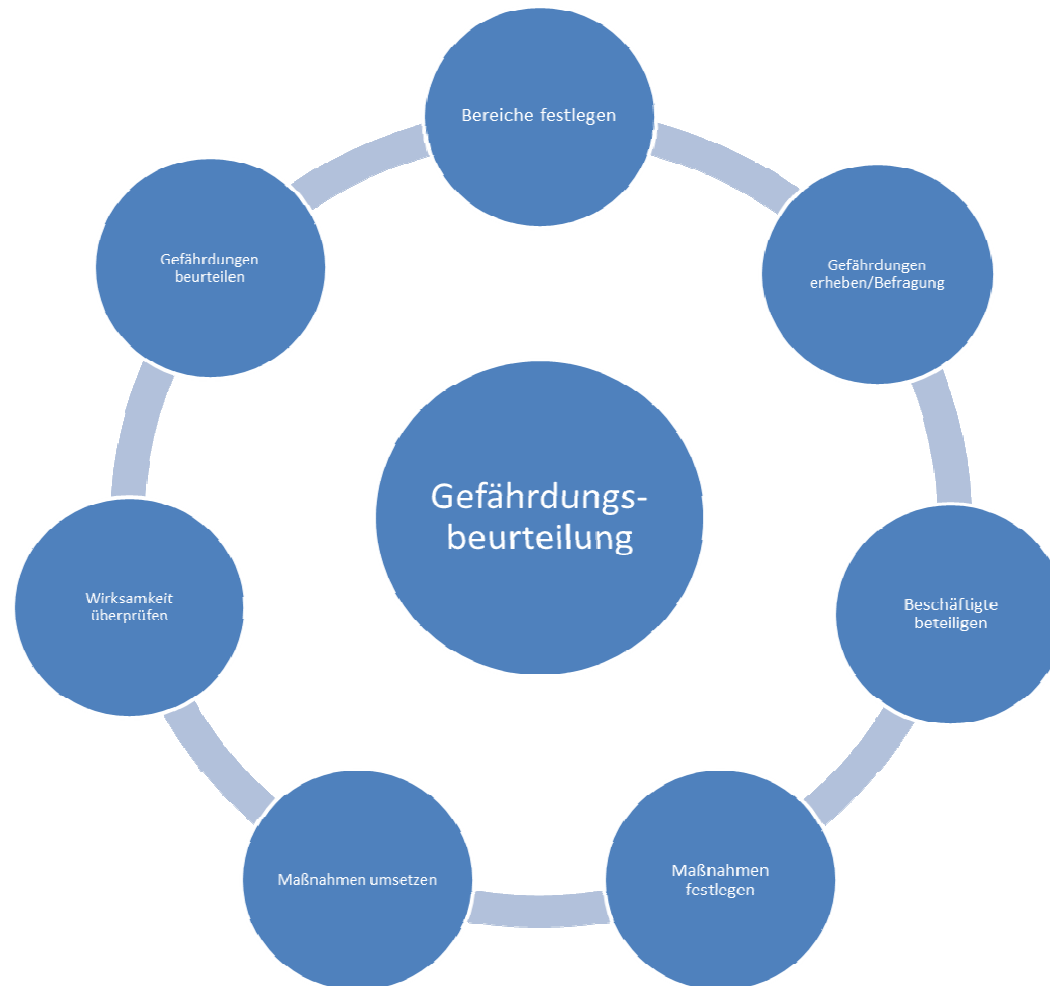 Bereiche festlegen
Gefährdungen
erheben/Befragung
Beschäftigte
beteiligen
Maßnahmen
festlegen
Maßnahmen umsetzen
Wirksamkeit
überprüfen
Gefährdungen
beurteilen
Gefährdungs-
beurteilung